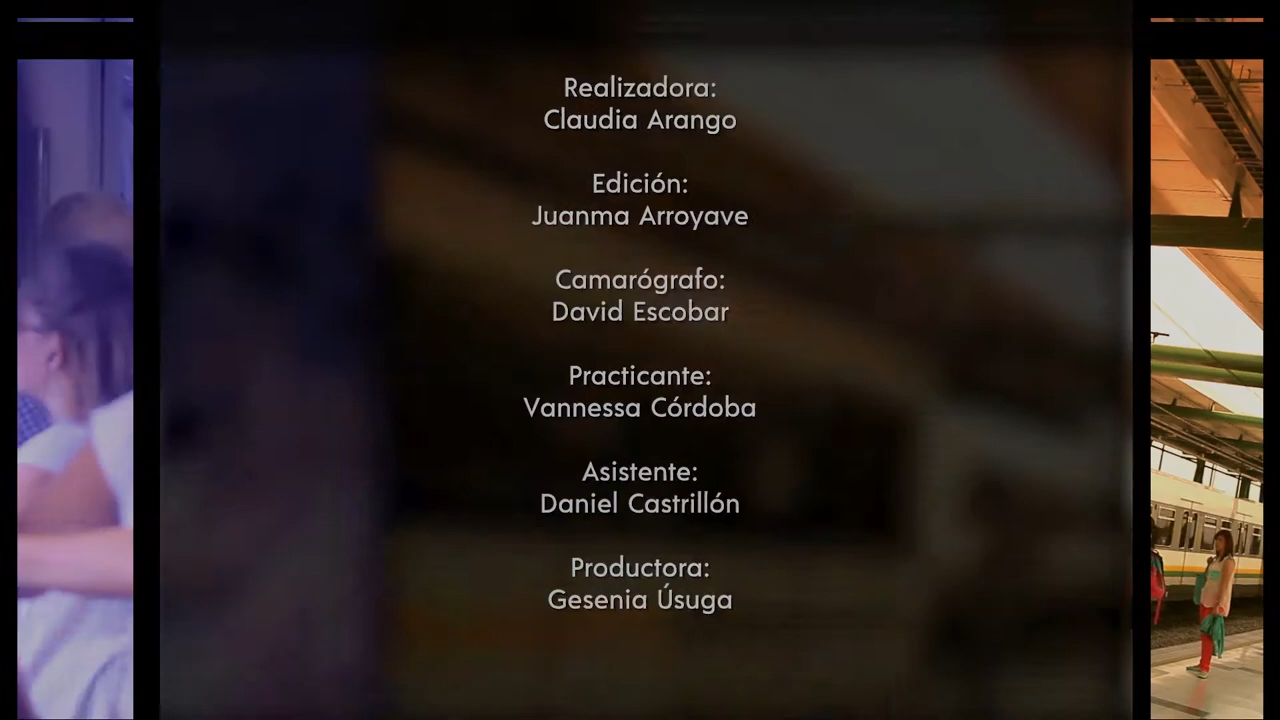 Realizadora:
Claudia Arango
Edición:
Juanma Arroyave
Camarógrafo:
David Escobar
Practicante:
Vannessa Córdoba
Asistente:
Daniel Castrillón
Productora:
Gesenia Úsuga